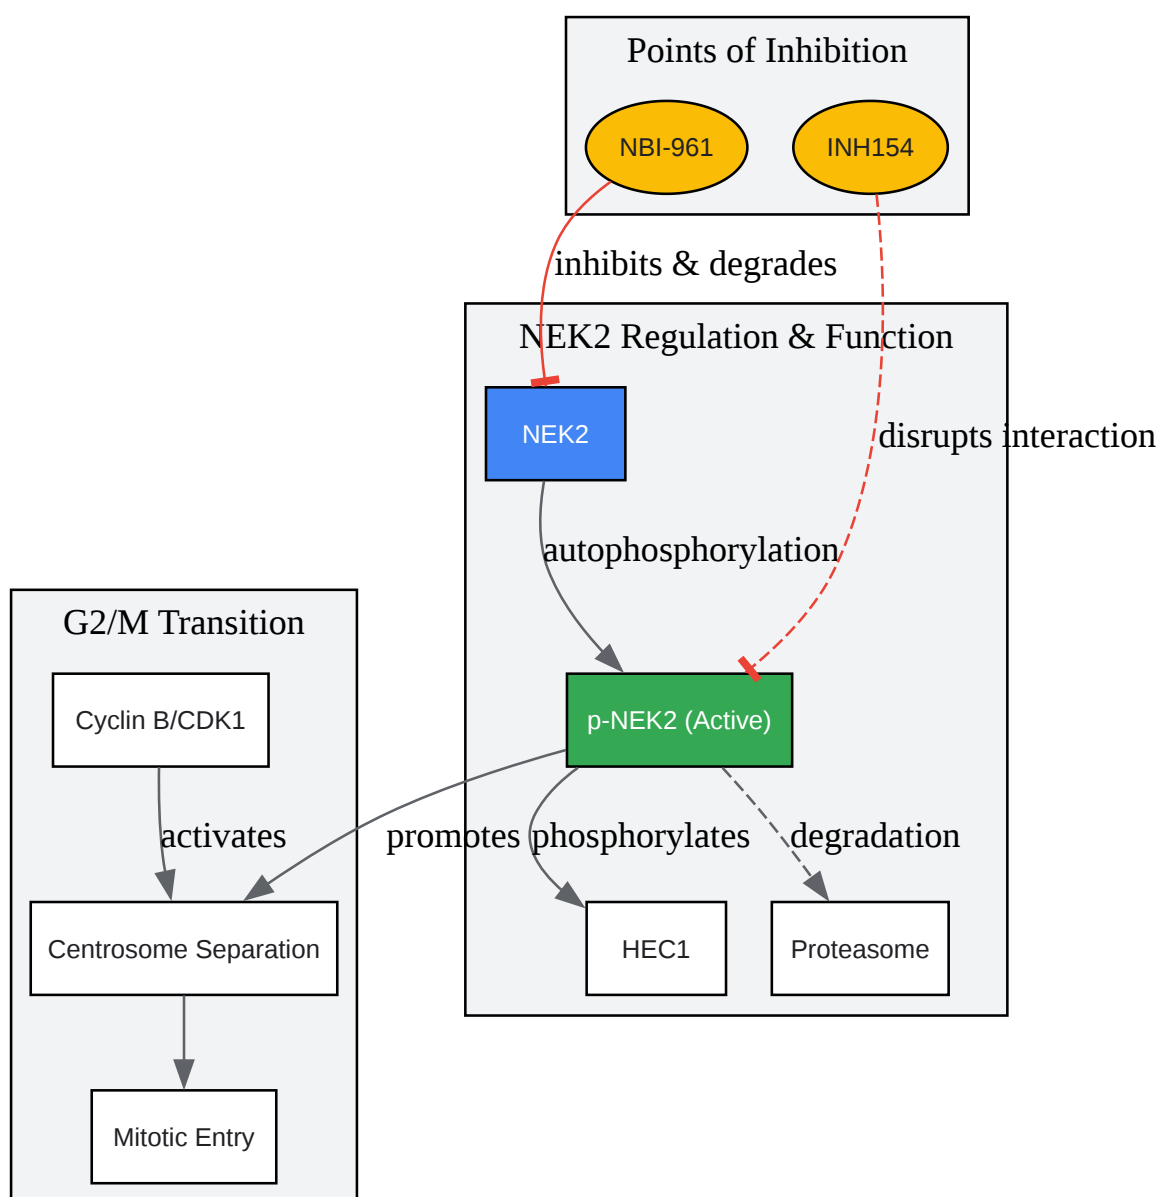 Points of Inhibition
NBI-961
INH154
inhibits & degrades
NEK2 Regulation & Function
NEK2
disrupts interaction
autophosphorylation
G2/M Transition
Cyclin B/CDK1
p-NEK2 (Active)
activates
promotes
phosphorylates
degradation
Centrosome Separation
HEC1
Proteasome
Mitotic Entry